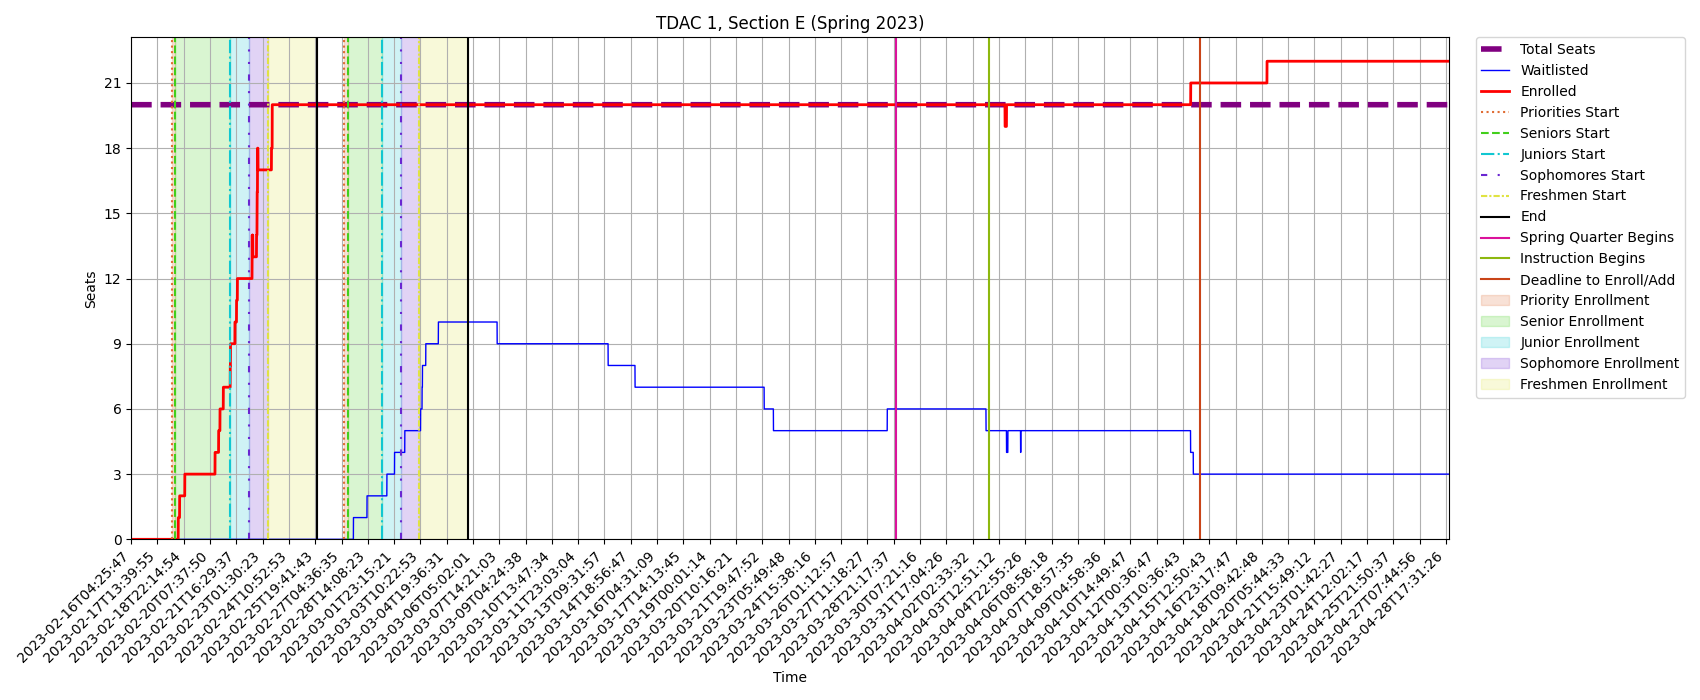 TDAC 1, Section E (Spring 2023)
Seats
21
18
15
12
9
6
3
0
2023-02-16T04:25:47
2023-02-17T13:39:55
2023-02-18T22:14:54
2023-02-20T07:37:50
2023-02-21T16:29:37
2023-02-23T01:30:23
2023-02-24T10:52:53
2023-02-25T19:41:43
2023-02-27T04:36:35
2023-02-28T14:08:23
2023-03-01T23:15:21
2023-03-03T10:22:53
2023-03-04T19:36:31
2023-03-06T05:02:01
2023-03-07T14:21:03
2023-03-09T04:24:38
2023-03-10T13:47:34
2023-03-11T23:03:04
2023-03-13T09:31:57
2023-03-14T18:56:47
2023-03-16T04:31:09
2023-03-17T14:13:45
2023-03-19T00:01:14
2023-03-20T10:16:21
2023-03-21T19:47:52
2023-03-23T05:49:48
2023-03-24T15:38:16
2023-03-26T01:12:57
2023-03-27T11:18:27
2023-03-28T21:17:37
2023-03-30T07:21:16
2023-03-31T17:04:26
2023-04-02T02:33:32
2023-04-03T12:51:12
2023-04-04T22:55:26
2023-04-06T08:58:18
2023-04-07T18:57:35
2023-04-09T04:58:36
2023-04-10T14:49:47
2023-04-12T00:36:47
2023-04-13T10:36:43
2023-04-15T12:50:43
2023-04-16T23:17:47
2023-04-18T09:42:48
2023-04-20T05:44:33
2023-04-21T15:49:12
2023-04-23T01:42:27
2023-04-24T12:02:17
2023-04-25T21:50:37
2023-04-27T07:44:56
2023-04-28T17:31:26
Time
Total Seats
Waitlisted
Enrolled
Priorities Start
Seniors Start
Juniors Start
Sophomores Start
Freshmen Start
End
Spring Quarter Begins
Instruction Begins
Deadline to Enroll/Add
Priority Enrollment
Senior Enrollment
Junior Enrollment
Sophomore Enrollment
Freshmen Enrollment